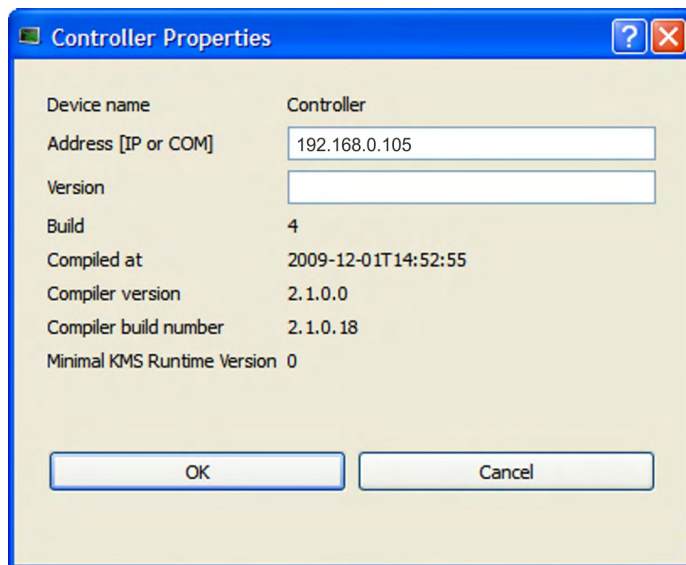 Controller Properties
?
Device name Controller
Address [IP or COM] 192.168.0.105
Version
Build 4
Compiled at 2009-12-01T14:52:55
Compiler version 2.1.0.0
Compiler build number 2.1.0.18
Minimal KMS Runtime Version 0
OK Cancel